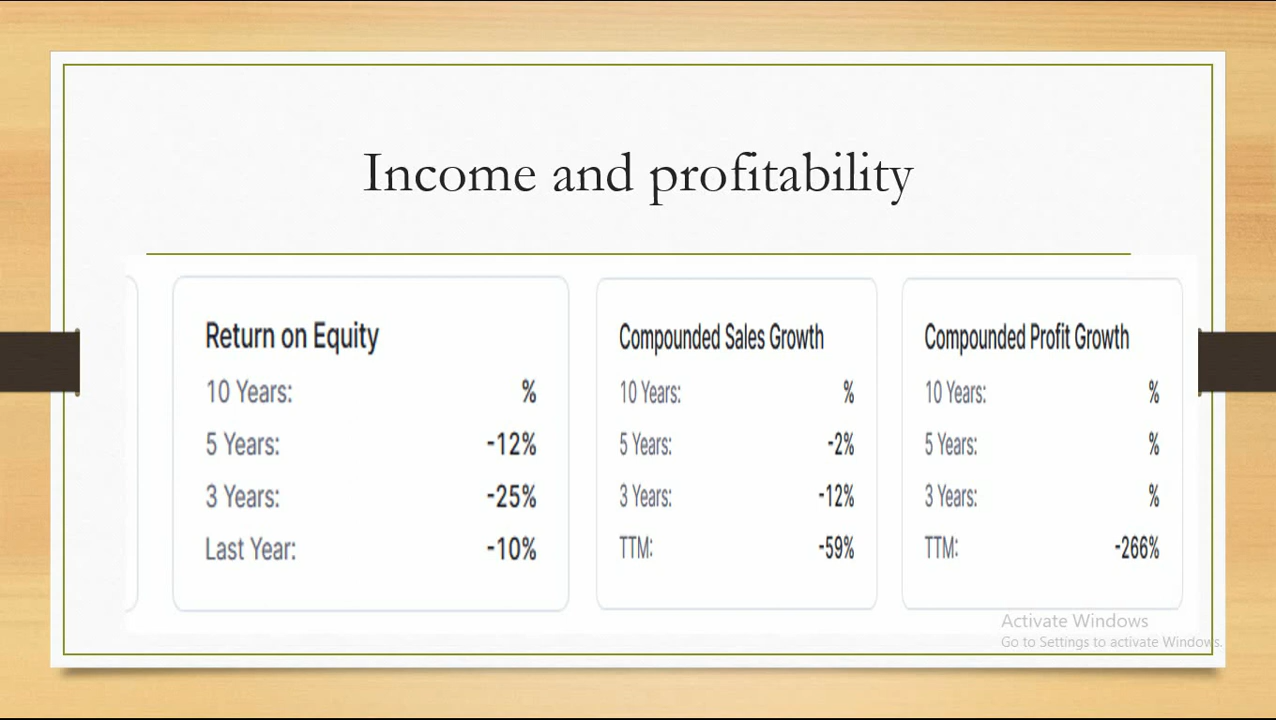 Income and profitability
Return on Equity
10 Years: %
5 Years: -12%
3 Years: -25%
Last Year: -10%
Compounded Sales Growth
10 Years: %
5 Years: -2%
3 Years: -12%
TTM: -59%
Compounded Profit Growth
10 Years: %
5 Years: %
3 Years: %
TTM: -266%
Activate Windows
Go to Settings to activate Windows.